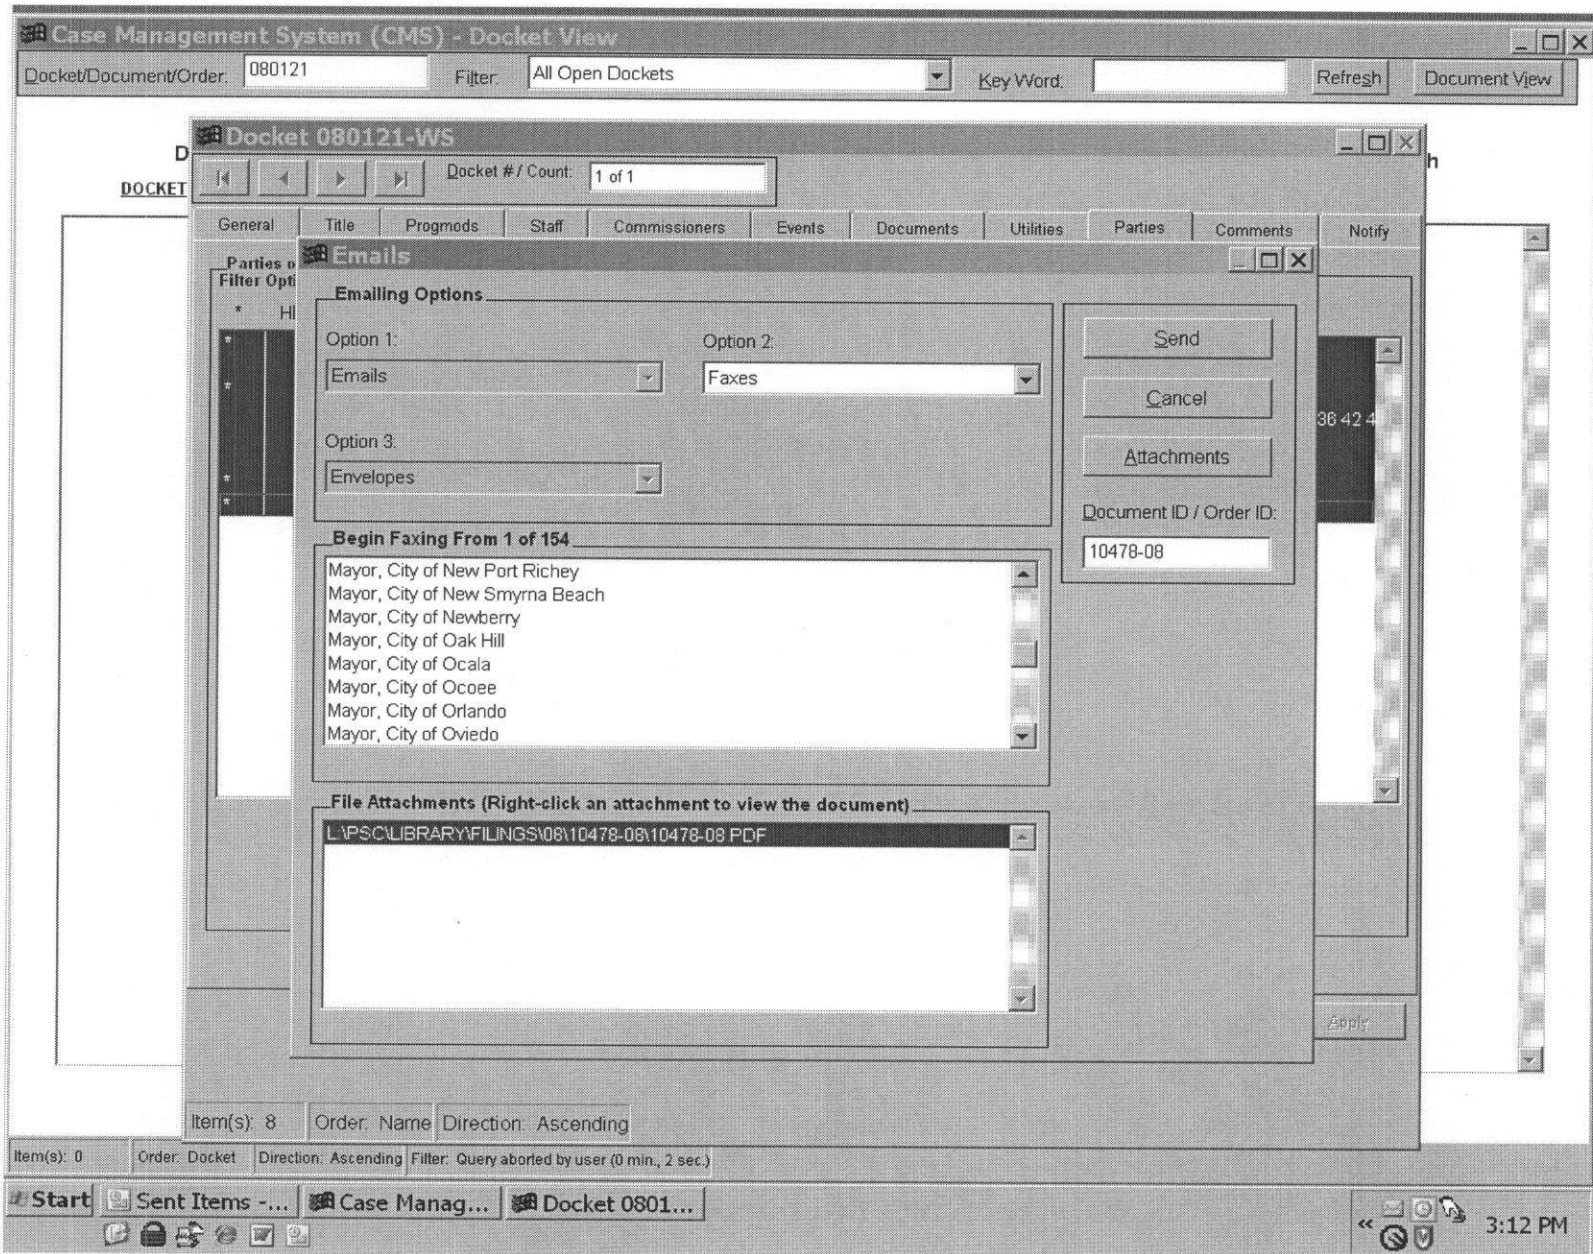 Case Management System (CMS) - Docket View
Docket/Document/Order: 080121 Filter: All Open Dockets Key Word: Refresh Document View
Docket 080121-WS
D h
Docket # / Count: 1 of 1
DOCKET
General Title Progmods Staff Commissioners Events Documents Utilities Parties Comments Notify
Parties o
Filter Opti
Emails
Emailing Options
* HI
Option 1: Option 2: Send
Emails Faxes
Cancel
36 42 4
Option 3: Attachments
Envelopes
Document ID / Order ID:
Begin Faxing From 1 of 154
10478-08
Mayor, City of New Port Richey
Mayor, City of New Smyrna Beach
Mayor, City of Newberry
Mayor, City of Oak Hill
Mayor, City of Ocala
Mayor, City of Ocoee
Mayor, City of Orlando
Mayor, City of Oviedo
File Attachments (Right-click an attachment to view the document)
L:\PSC\LIBRARY\FILINGS\08\10478-08\10478-08.PDF
Apply
Item(s): 8 Order: Name Direction: Ascending
Item(s): 0 Order: Docket Direction: Ascending Filter: Query aborted by user (0 min., 2 sec.)
Start Sent Items -... Case Manag... Docket 0801...
« 3:12 PM